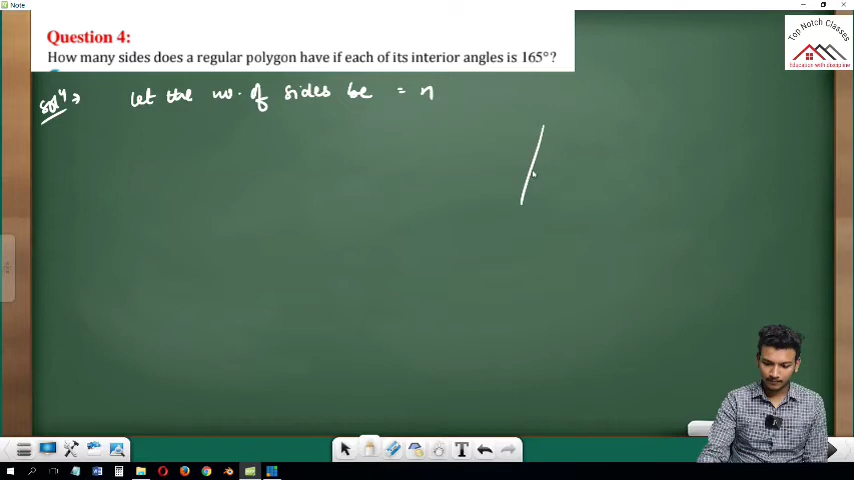 Note
Question 4:
How many sides does a regular polygon have if each of its interior angles is 165°?
Top Notch Classes
Education with discipline
Solⁿ ⇒ Let the no. of sides be = n